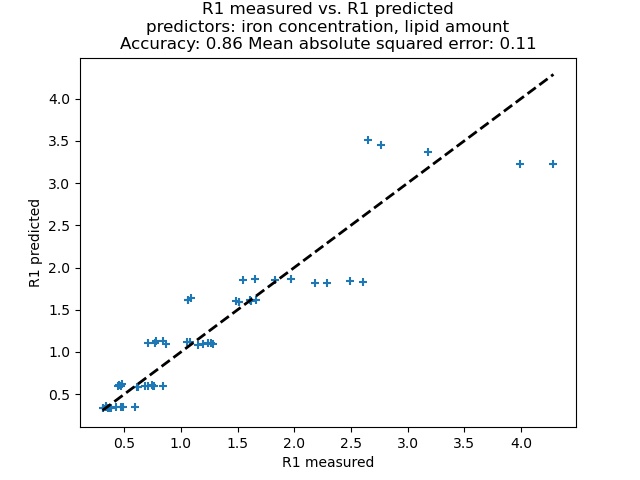 R1 measured vs. R1 predicted
predictors: iron concentration, lipid amount
Accuracy: 0.86 Mean absolute squared error: 0.11
4.0
3.5
3.0
2.5
2.0
1.5
1.0
0.5
R1 predicted
0.5 1.0 1.5 2.0 2.5 3.0 3.5 4.0
R1 measured